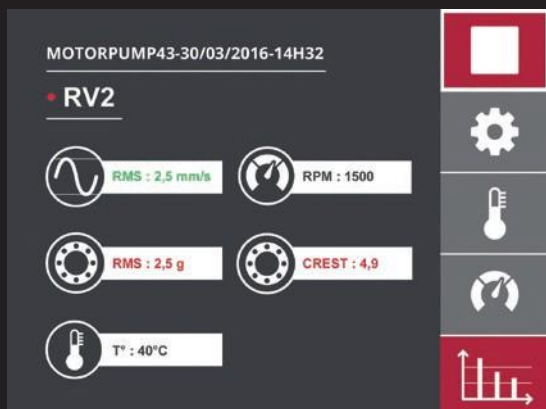 MOTORPUMP43-30/03/2016-14H32
• RV2
RMS : 2,5 mm/s
RPM : 1500
RMS : 2,5 g
CREST : 4,9
T° : 40°C